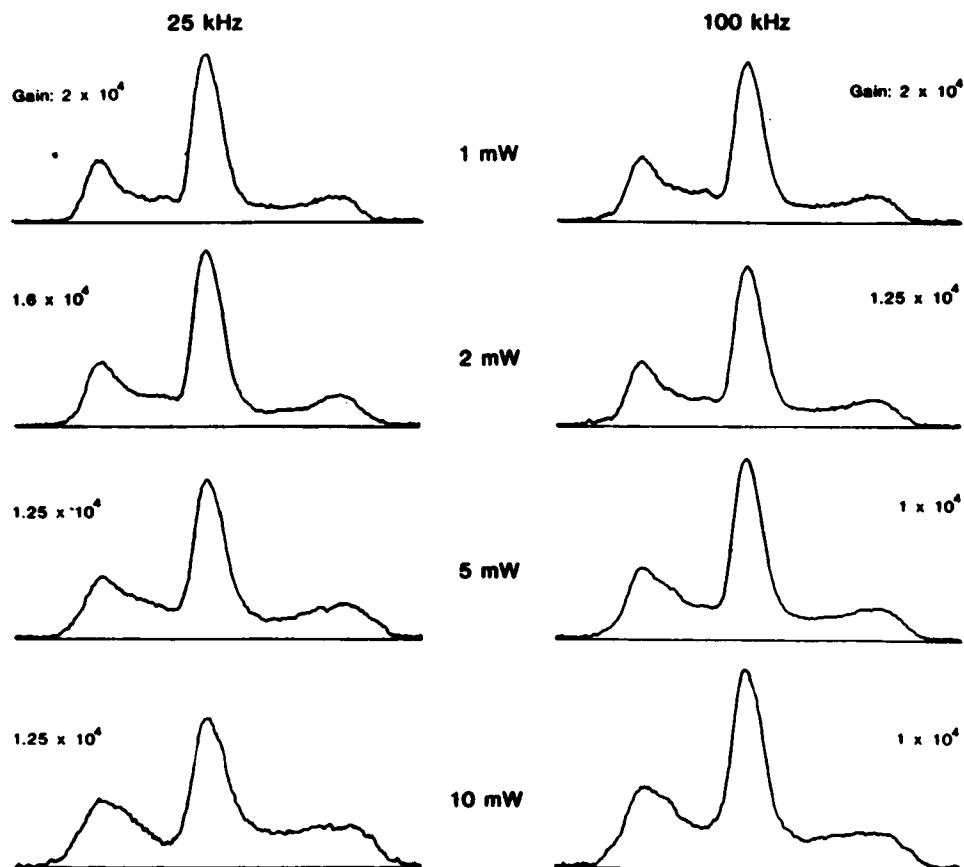 25 kHz
100 kHz
Gain: 2 x 10⁴
Gain: 2 x 10⁴
1 mW
1.6 x 10⁴
1.25 x 10⁴
2 mW
1.25 x 10⁴
1 x 10⁴
5 mW
1.25 x 10⁴
1 x 10⁴
10 mW